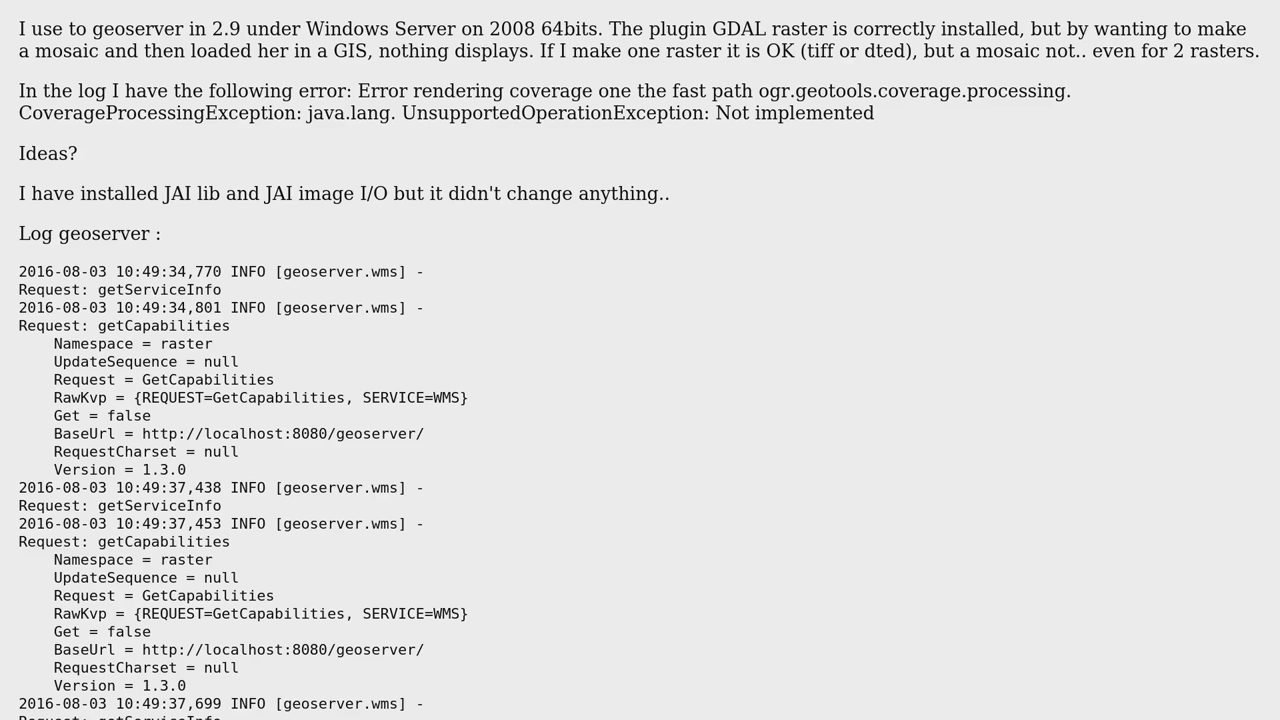 I use to geoserver in 2.9 under Windows Server on 2008 64bits. The plugin GDAL raster is correctly installed, but by wanting to make
a mosaic and then loaded her in a GIS, nothing displays. If I make one raster it is OK (tiff or dted), but a mosaic not.. even for 2 rasters.
In the log I have the following error: Error rendering coverage one the fast path ogr.geotools.coverage.processing.
CoverageProcessingException: java.lang. UnsupportedOperationException: Not implemented
Ideas?
I have installed JAI lib and JAI image I/O but it didn't change anything..
Log geoserver :
2016-08-03 10:49:34,770 INFO [geoserver.wms] -
Request: getServiceInfo
2016-08-03 10:49:34,801 INFO [geoserver.wms] -
Request: getCapabilities
    Namespace = raster
    UpdateSequence = null
    Request = GetCapabilities
    RawKvp = {REQUEST=GetCapabilities, SERVICE=WMS}
    Get = false
    BaseUrl = http://localhost:8080/geoserver/
    RequestCharset = null
    Version = 1.3.0
2016-08-03 10:49:37,438 INFO [geoserver.wms] -
Request: getServiceInfo
2016-08-03 10:49:37,453 INFO [geoserver.wms] -
Request: getCapabilities
    Namespace = raster
    UpdateSequence = null
    Request = GetCapabilities
    RawKvp = {REQUEST=GetCapabilities, SERVICE=WMS}
    Get = false
    BaseUrl = http://localhost:8080/geoserver/
    RequestCharset = null
    Version = 1.3.0
2016-08-03 10:49:37,699 INFO [geoserver.wms] -
Request: getServiceInfo